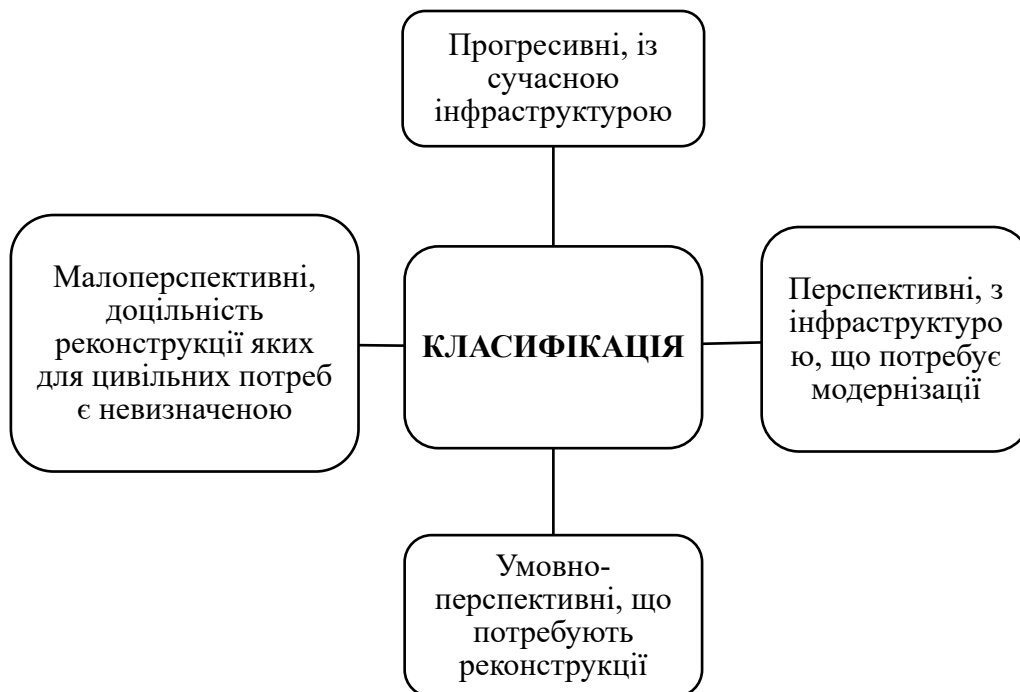 Прогресивні, із
сучасною
інфраструктурою
Малоперспективні,
доцільність
реконструкції яких
для цивільних потреб
є невизначеною
КЛАСИФІКАЦІЯ
Перспективні, з
інфраструктуро
ю, що потребує
модернізації
Умовно-
перспективні, що
потребують
реконструкції